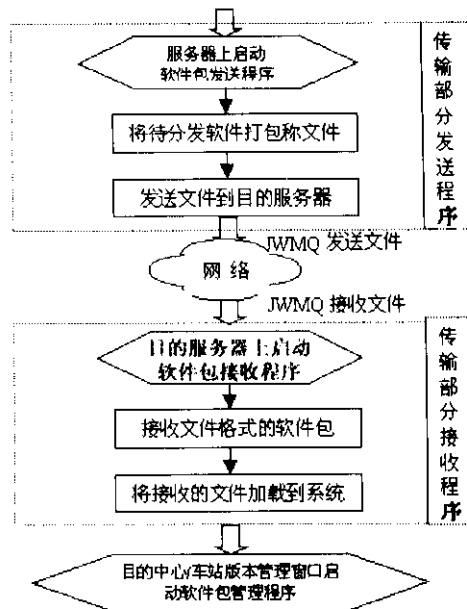 服务器上启动
软件包发送程序
将待分发软件打包称文件
发送文件到目的服务器
传输部分发送程序
JWMQ 发送文件
网 络
JWMQ 接收文件
目的服务器上启动
软件包接收程序
接收文件格式的软件包
将接收的文件加载到系统
传输部分接收程序
目的中心/车站版本管理窗口启
动软件包管理程序